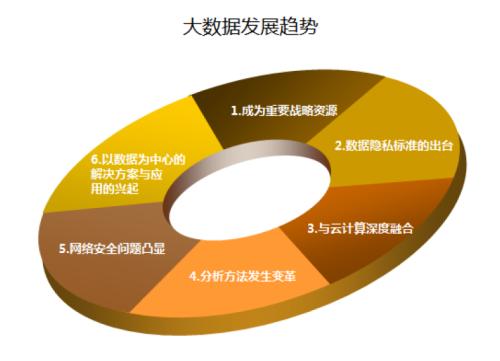 大数据发展趋势
1.成为重要战略资源
2.数据隐私标准的出台
3.与云计算深度融合
4.分析方法发生变革
5.网络安全问题凸显
6.以数据为中心的
解决方案与应
用的兴起